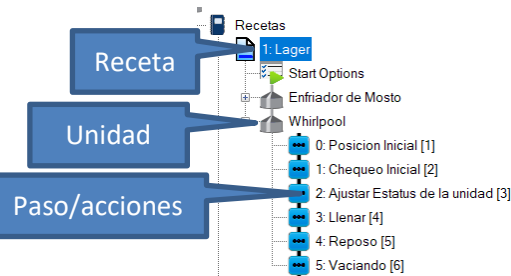 Recetas
Receta
1: Lager
Start Options
Enfriador de Mosto
Unidad
Whirlpool
0: Posicion Inicial [1]
1: Chequeo Inicial [2]
Paso/acciones
2: Ajustar Estatus de la unidad [3]
3: Llenar [4]
4: Reposo [5]
5: Vaciando [6]